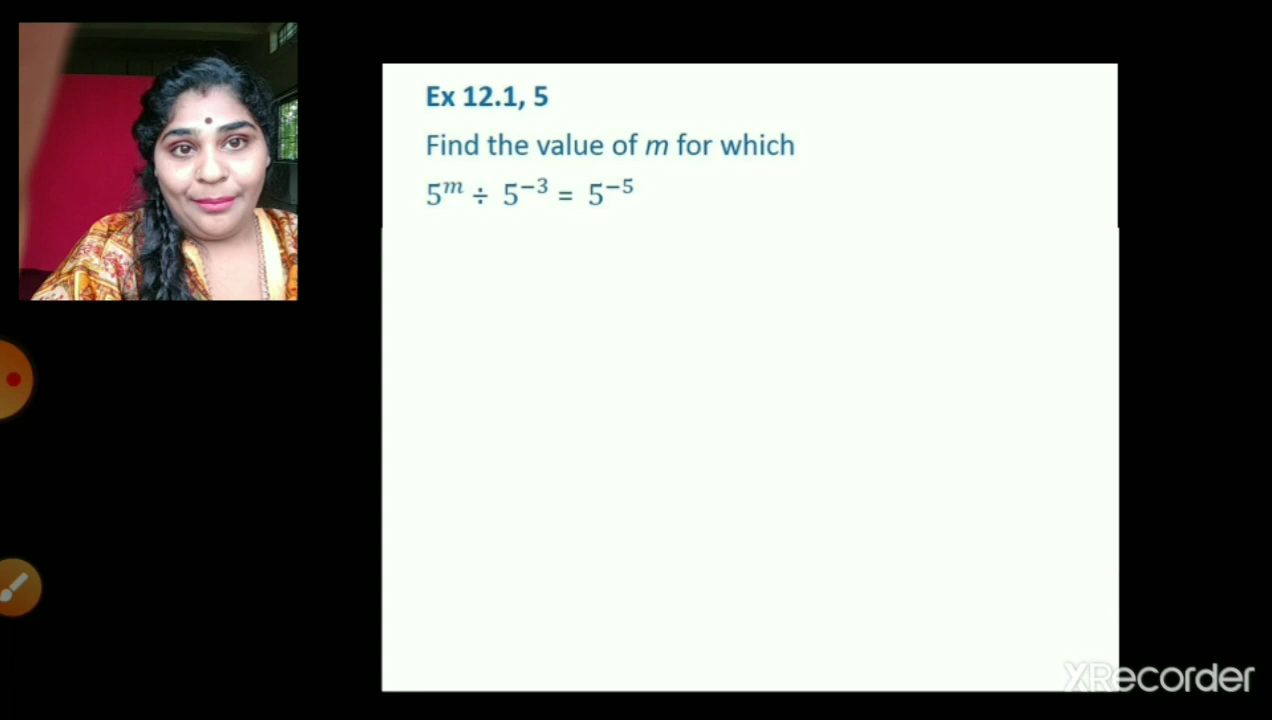 Ex 12.1, 5
Find the value of m for which
5^m ÷ 5^−3 = 5^−5
XRecorder